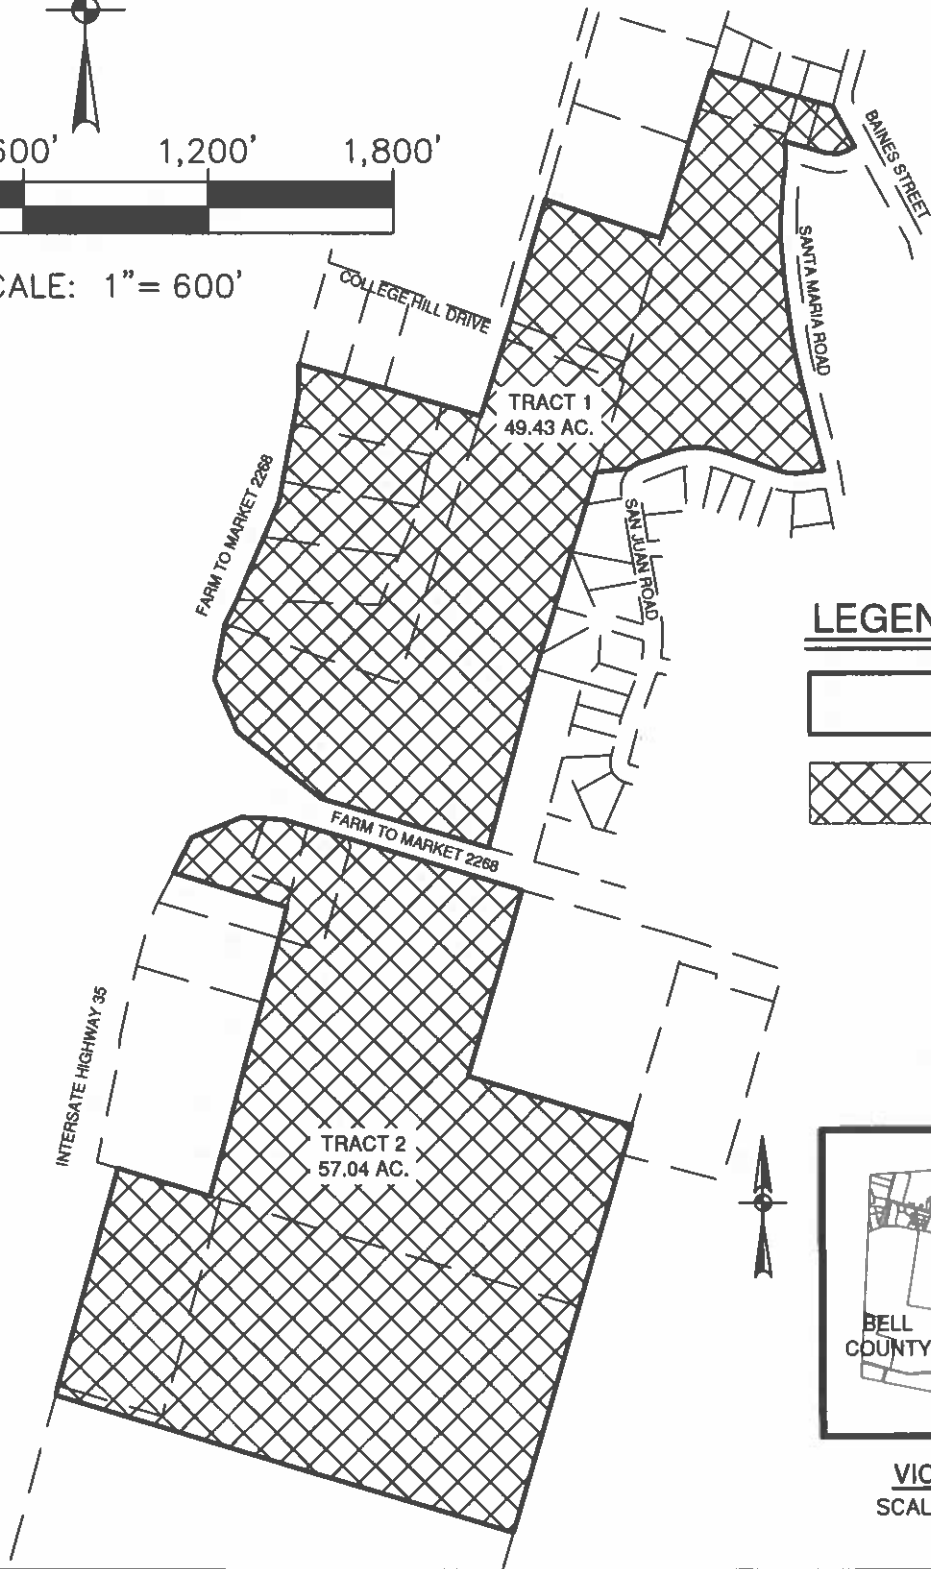 600' 1,200' 1,800'
SCALE: 1"= 600'
BAINES STREET
SANTA MARIA ROAD
COLLEGE HILL DRIVE
TRACT 1
49.43 AC.
FARM TO MARKET 2268
SAN JUAN ROAD
LEGEN
FARM TO MARKET 2268
INTERSATE HIGHWAY 35
TRACT 2
57.04 AC.
BELL
COUNTY
VIC
SCAL